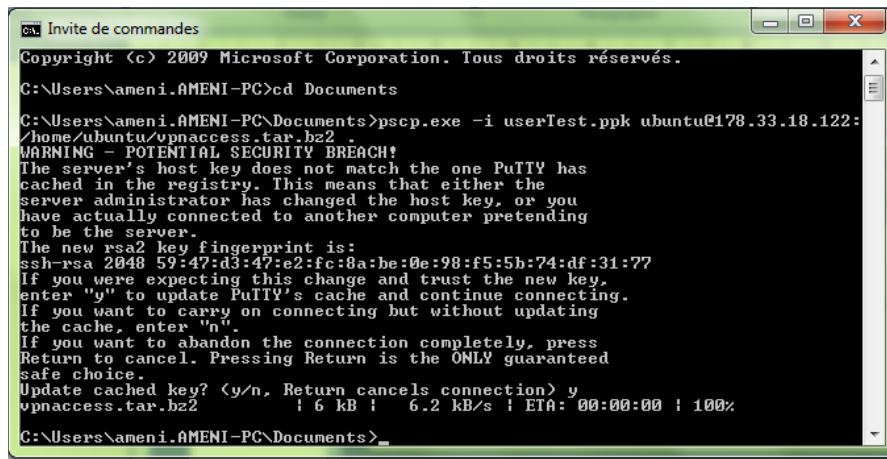 Invite de commandes
Copyright (c) 2009 Microsoft Corporation. Tous droits réservés.
C:\Users\ameni.AMENI-PC>cd Documents
C:\Users\ameni.AMENI-PC\Documents>pscp.exe -i userTest.ppk ubuntu@178.33.18.122:
/home/ubuntu/vpnaccess.tar.bz2 .
WARNING - POTENTIAL SECURITY BREACH!
The server's host key does not match the one PuTTY has
cached in the registry. This means that either the
server administrator has changed the host key, or you
have actually connected to another computer pretending
to be the server.
The new rsa2 key fingerprint is:
ssh-rsa 2048 59:47:d3:47:e2:fc:8a:be:0e:98:f5:5b:74:df:31:77
If you were expecting this change and trust the new key,
enter "y" to update PuTTY's cache and continue connecting.
If you want to carry on connecting but without updating
the cache, enter "n".
If you want to abandon the connection completely, press
Return to cancel. Pressing Return is the ONLY guaranteed
safe choice.
Update cached key? (y/n, Return cancels connection) y
vpnaccess.tar.bz2 | 6 kB | 6.2 kB/s | ETA: 00:00:00 | 100%
C:\Users\ameni.AMENI-PC\Documents>_